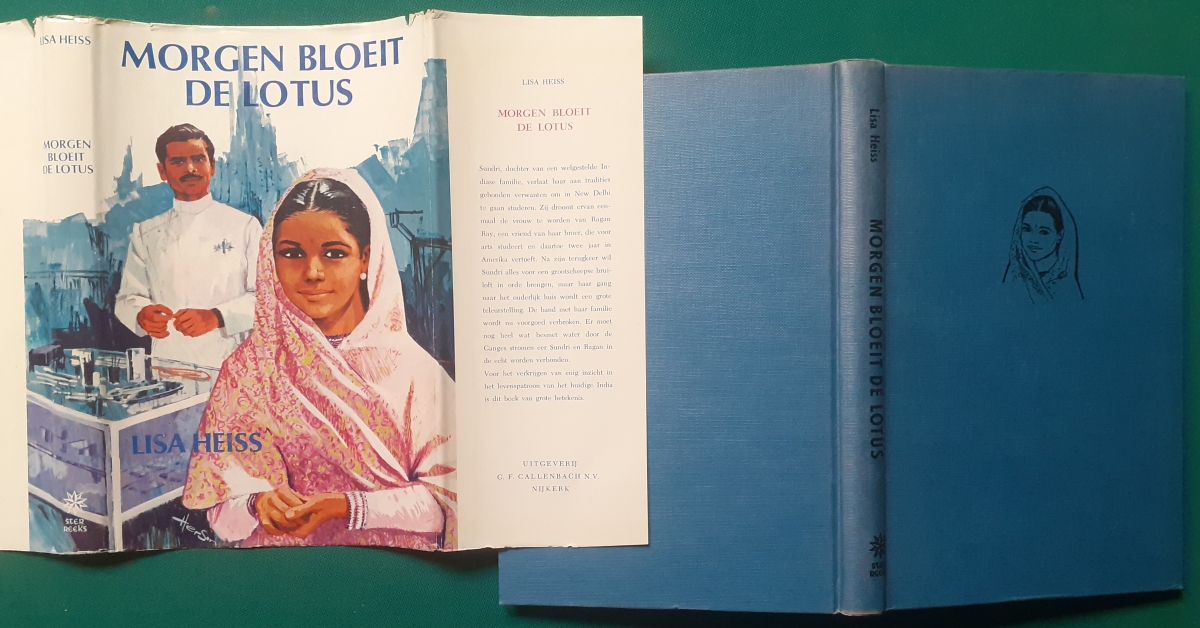 LISA HEISS
MORGEN
BLOEIT
DE LOTUS
STER
REEKS
MORGEN BLOEIT
DE LOTUS
LISA HEISS
LISA HEISS
MORGEN BLOEIT
DE LOTUS
Sundri, dochter van een welgestelde In-
diase familie, verlaat haar aan tradities
gebonden verwanten om in New Delhi
te gaan studeren. Zij droomt ervan een-
maal de vrouw te worden van Ragan
Ray, een vriend van haar broer, die voor
arts studeert en daartoe twee jaar in
Amerika vertoeft. Na zijn terugkeer wil
Sundri alles voor een grootscheepse brui-
loft in orde brengen, maar haar gang
naar het ouderlijk huis wordt een grote
teleurstelling. De band met haar familie
wordt nu voorgoed verbroken. Er moet
nog heel wat besmet water door de
Ganges stromen eer Sundri en Ragan in
de echt worden verbonden.
Voor het verkrijgen van enig inzicht in
het levenspatroon van het huidige India
is dit boek van grote betekenis.
UITGEVERIJ
G. F. CALLENBACH N.V.
NIJKERK
Lisa Heiss
MORGEN BLOEIT DE LOTUS